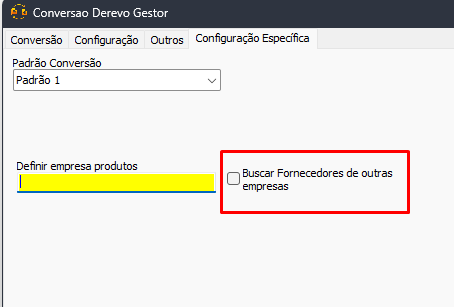 Conversao Derevo Gestor
Conversão Configuração Outros Configuração Específica
Padrão Conversão
Padrão 1
Definir empresa produtos
Buscar Fornecedores de outras
empresas